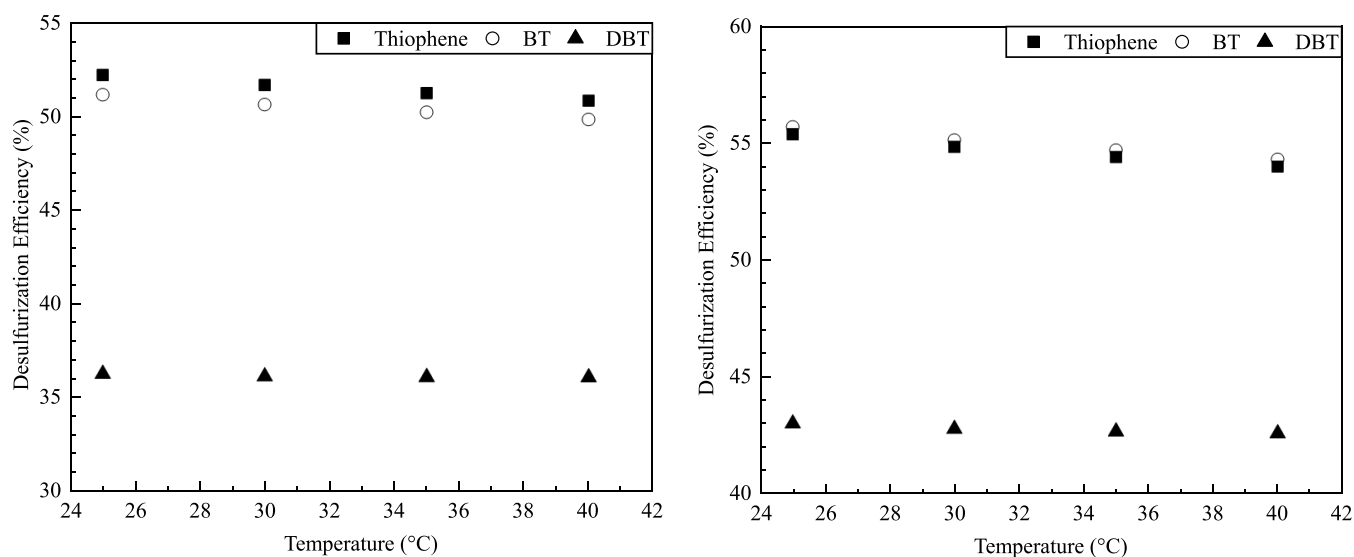 Desulfurization Efficiency (%)
55
50
45
40
35
30
Thiophene BT DBT
24 26 28 30 32 34 36 38 40 42
Temperature (°C)
Desulfurization Efficiency (%)
60
55
50
45
40
Thiophene BT DBT
24 26 28 30 32 34 36 38 40 42
Temperature (°C)